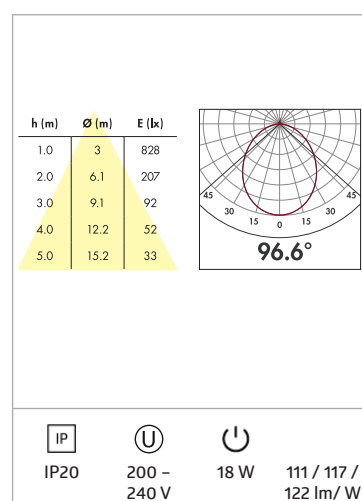 h (m) Ø (m) E (lx)
1.0 3 828
2.0 6.1 207
3.0 9.1 92
4.0 12.2 52
5.0 15.2 33
45 30 15 0 15 30 45
96.6°
IP
U
IP20
200 –
240 V
18 W
111 / 117 /
122 lm/ W